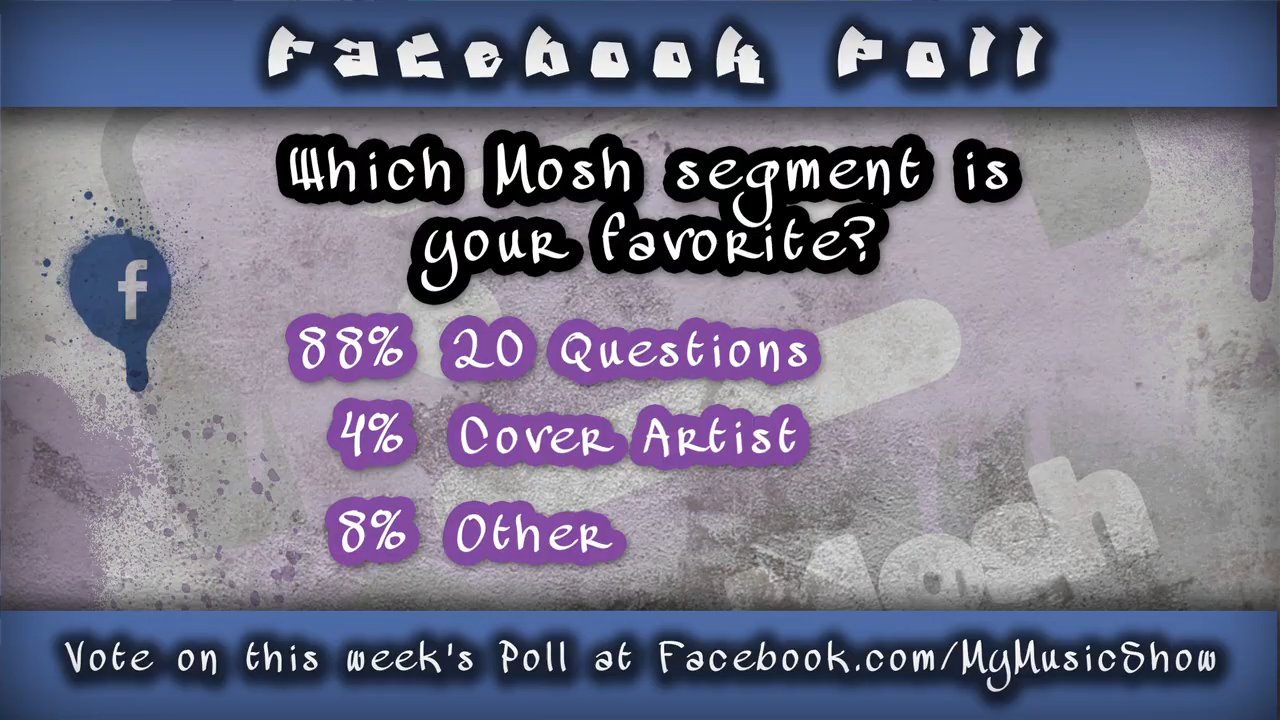 Facebook Poll
Which Mosh segment is
your favorite?
f
88% 20 Questions
4% Cover Artist
8% Other
Mosh
Vote on this week's Poll at Facebook.com/MyMusicShow